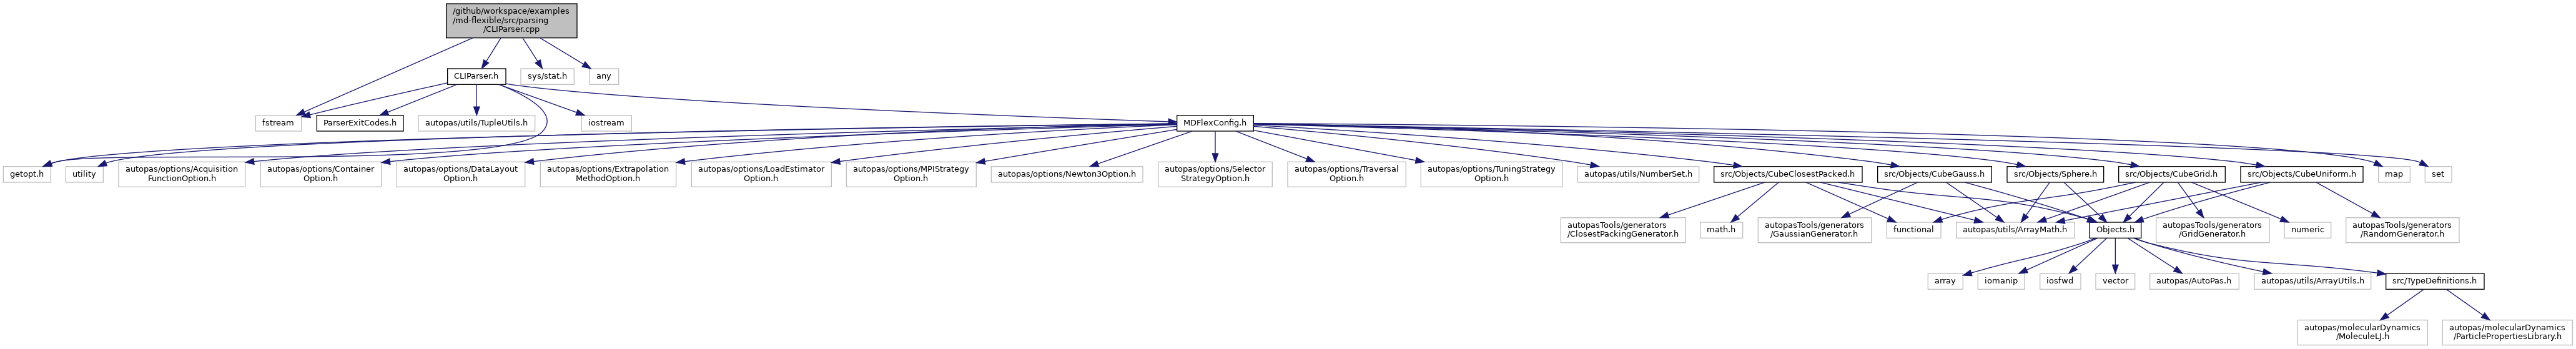 /github/workspace/examples
/md-flexible/src/parsing
/CLIParser.cpp
CLIParser.h
sys/stat.h
any
fstream
ParserExitCodes.h
autopas/utils/TupleUtils.h
iostream
MDFlexConfig.h
getopt.h
utility
autopas/options/Acquisition
FunctionOption.h
autopas/options/Container
Option.h
autopas/options/DataLayout
Option.h
autopas/options/Extrapolation
MethodOption.h
autopas/options/LoadEstimator
Option.h
autopas/options/MPIStrategy
Option.h
autopas/options/Newton3Option.h
autopas/options/Selector
StrategyOption.h
autopas/options/Traversal
Option.h
autopas/options/TuningStrategy
Option.h
autopas/utils/NumberSet.h
src/Objects/CubeClosestPacked.h
src/Objects/CubeGauss.h
src/Objects/Sphere.h
src/Objects/CubeGrid.h
src/Objects/CubeUniform.h
map
set
autopasTools/generators
/ClosestPackingGenerator.h
math.h
autopasTools/generators
/GaussianGenerator.h
functional
autopas/utils/ArrayMath.h
Objects.h
autopasTools/generators
/GridGenerator.h
numeric
autopasTools/generators
/RandomGenerator.h
array
iomanip
iosfwd
vector
autopas/AutoPas.h
autopas/utils/ArrayUtils.h
src/TypeDefinitions.h
autopas/molecularDynamics
/MoleculeLJ.h
autopas/molecularDynamics
/ParticlePropertiesLibrary.h